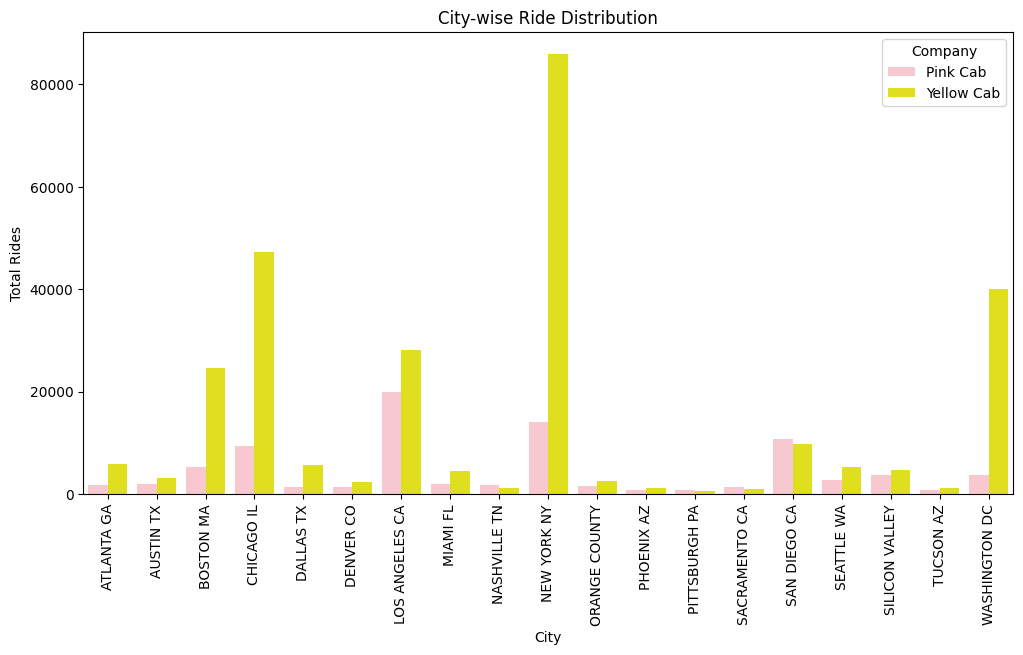 City-wise Ride Distribution
Company
Pink Cab
Yellow Cab
Total Rides
80000
60000
40000
20000
0
ATLANTA GA
AUSTIN TX
BOSTON MA
CHICAGO IL
DALLAS TX
DENVER CO
LOS ANGELES CA
MIAMI FL
NASHVILLE TN
NEW YORK NY
ORANGE COUNTY
PHOENIX AZ
PITTSBURGH PA
SACRAMENTO CA
SAN DIEGO CA
SEATTLE WA
SILICON VALLEY
TUCSON AZ
WASHINGTON DC
City